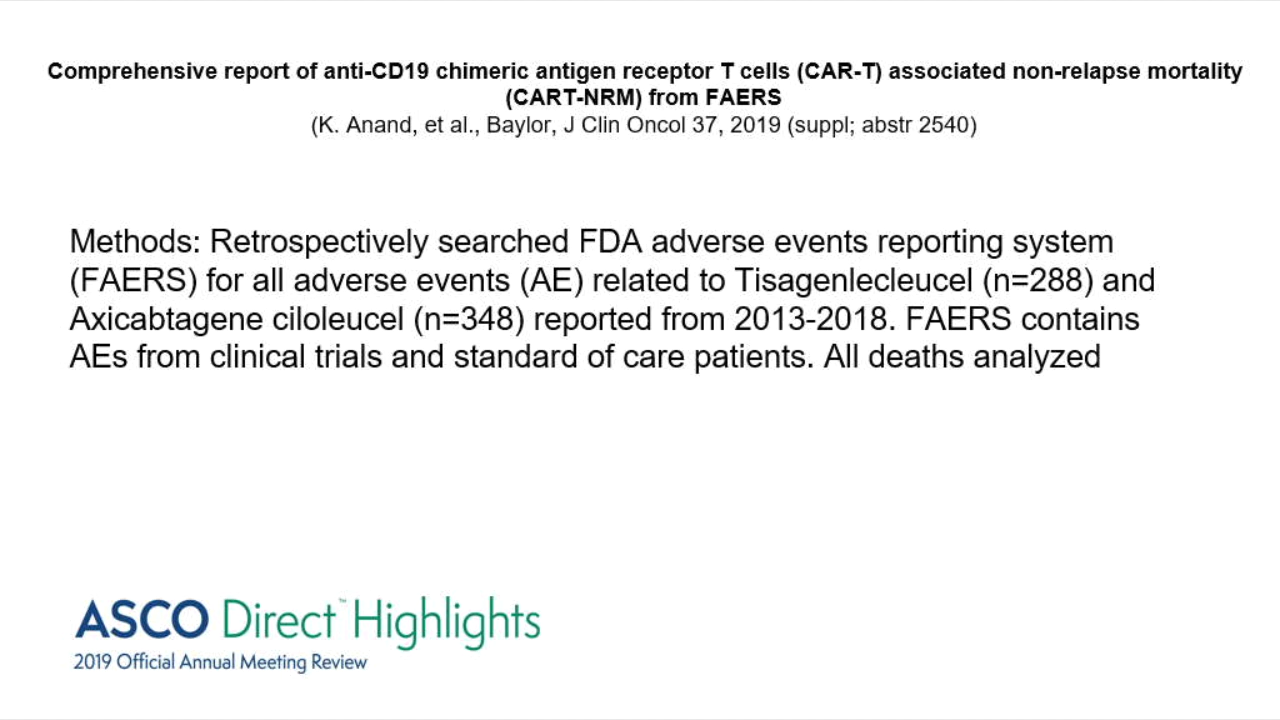 Comprehensive report of anti-CD19 chimeric antigen receptor T cells (CAR-T) associated non-relapse mortality
(CART-NRM) from FAERS
(K. Anand, et al., Baylor, J Clin Oncol 37, 2019 (suppl; abstr 2540)
Methods: Retrospectively searched FDA adverse events reporting system
(FAERS) for all adverse events (AE) related to Tisagenlecleucel (n=288) and
Axicabtagene ciloleucel (n=348) reported from 2013-2018. FAERS contains
AEs from clinical trials and standard of care patients. All deaths analyzed
ASCO Direct™ Highlights
2019 Official Annual Meeting Review